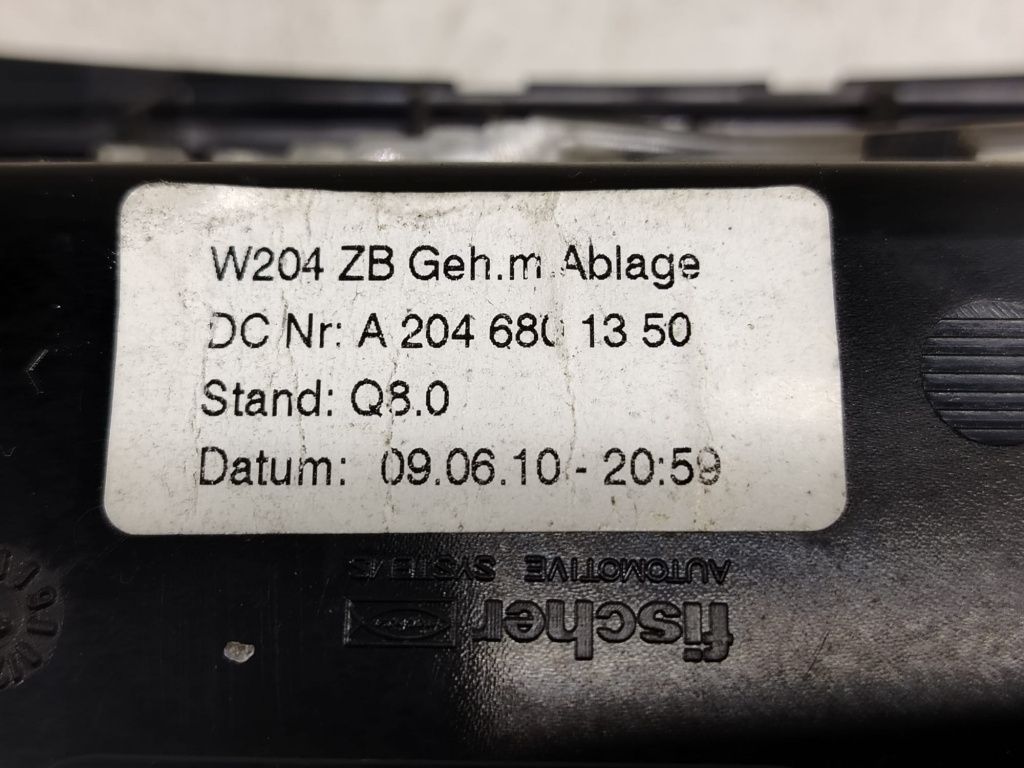 W204 ZB Geh.m.Ablage
DC Nr: A 204 680 13 50
Stand: Q8.0
Datum: 09.06.10 - 20:59
AUTOMOTIVE SYSTEMS
fischer